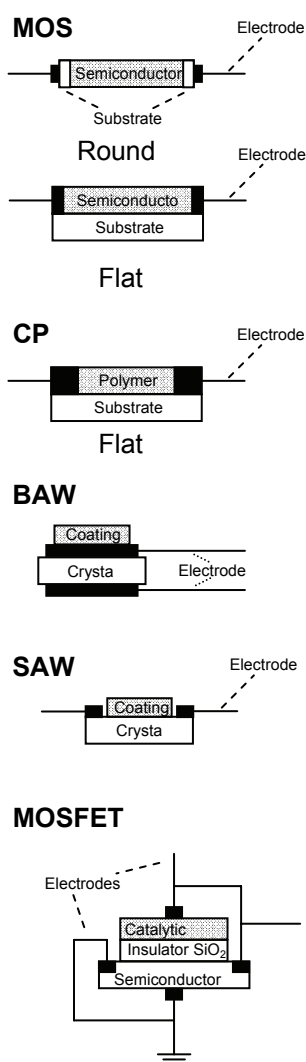 MOS
Electrode
Semiconductor
Substrate
Round
Electrode
Semiconducto
Substrate
Flat
CP
Electrode
Polymer
Substrate
Flat
BAW
Coating
Crysta
Electrode
SAW
Electrode
Coating
Crysta
MOSFET
Electrodes
Catalytic
Insulator SiO₂
Semiconductor